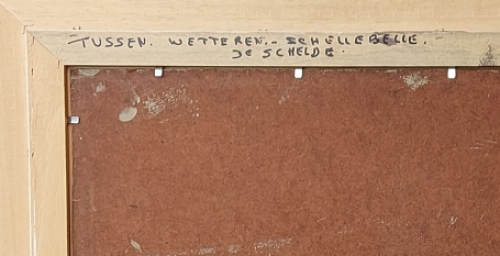 TUSSEN. WETTEREN.- SCHELLEBELLE.
DE SCHELDE.